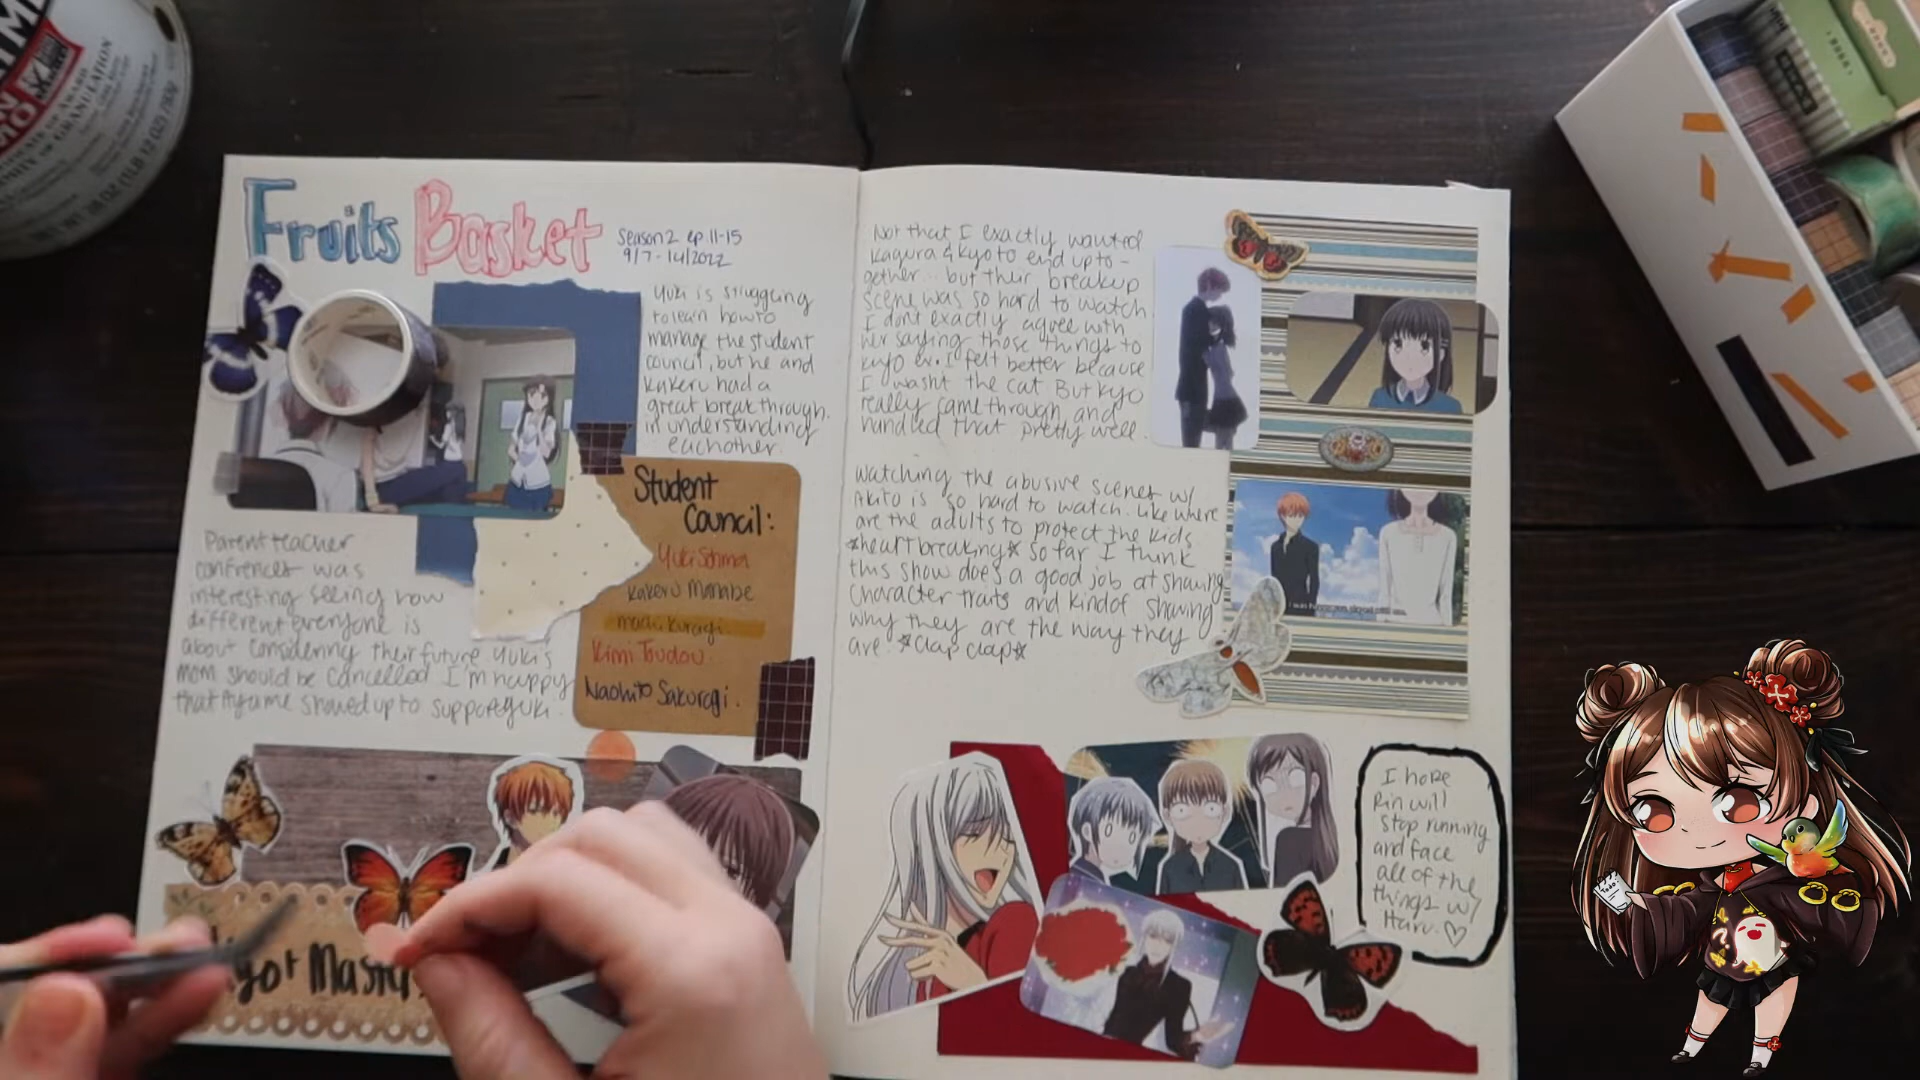 Fruits Basket
Season 2 ep. 11-15
9/7 - 14/2022
Yuki is struggling
to learn how to
manage the student
council, but he and
Kakeru had a
great breakthrough.
in understanding
eachother.
Student
Council:
Yuki Sohma
Kakeru Manabe
machi Kuragi.
Kimi Toudou.
Naohito Sakuragi.
Parent teacher
confrences was
interesting seeing how
different everyone is
about considering their future Yuki's
mom should be cancelled I'm happy
that Ayame showed up to support Yuki.
Not that I exactly wanted
Kagura & Kyo to end up to-
gether... but their breakup
scene was so hard to watch
I dont exactly agree with
her saying those things to
Kyo ex. I felt better because
I wasnt the cat But Kyo
really came through and
handled that pretty well
Watching the abusive scenes w/
Akito is so hard to watch. Like where
are the adults to protect the kids
*heartbreaking* so far I think
this show does a good job at showing
character traits and kindof showing
why they are the way they
are. *clap clap*
I hope
Rin will
stop running
and face
all of the
things w/
Haru. ♡